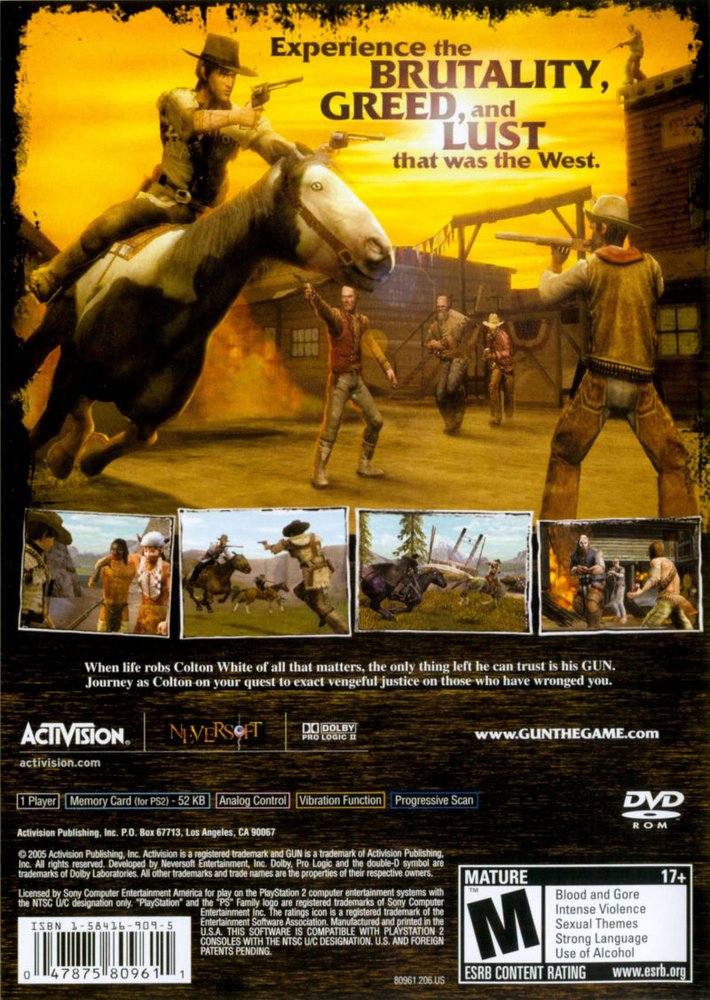 Experience the
BRUTALITY,
GREED, and
LUST
that was the West.
When life robs Colton White of all that matters, the only thing left he can trust is his GUN.
Journey as Colton on your quest to exact vengeful justice on those who have wronged you.
ACTIVISION®
NEVERSOFT
DOLBY
PRO LOGIC II
www.GUNTHEGAME.com
activision.com
1 Player
Memory Card (for PS2) - 52 KB
Analog Control
Vibration Function
Progressive Scan
DVD
ROM
Activision Publishing, Inc. P.O. Box 67713, Los Angeles, CA 90067
© 2005 Activision Publishing, Inc. Activision is a registered trademark and GUN is a trademark of Activision Publishing,
Inc. All rights reserved. Developed by Neversoft Entertainment, Inc. Dolby, Pro Logic and the double-D symbol are
trademarks of Dolby Laboratories. All other trademarks and trade names are the properties of their respective owners.
Licensed by Sony Computer Entertainment America for play on the PlayStation 2 computer entertainment systems with
the NTSC U/C designation only. "PlayStation" and the "PS" Family logo are registered trademarks of Sony Computer
Entertainment Inc. The ratings icon is a registered trademark of the
Entertainment Software Association. Manufactured and printed in the
U.S.A. THIS SOFTWARE IS COMPATIBLE WITH PLAYSTATION 2
CONSOLES WITH THE NTSC U/C DESIGNATION. U.S. AND FOREIGN
PATENTS PENDING.
ISBN 1-58416-909-5
0 47875 80961 1
80961.206.US
MATURE 17+
M
TM
Blood and Gore
Intense Violence
Sexual Themes
Strong Language
Use of Alcohol
ESRB CONTENT RATING www.esrb.org